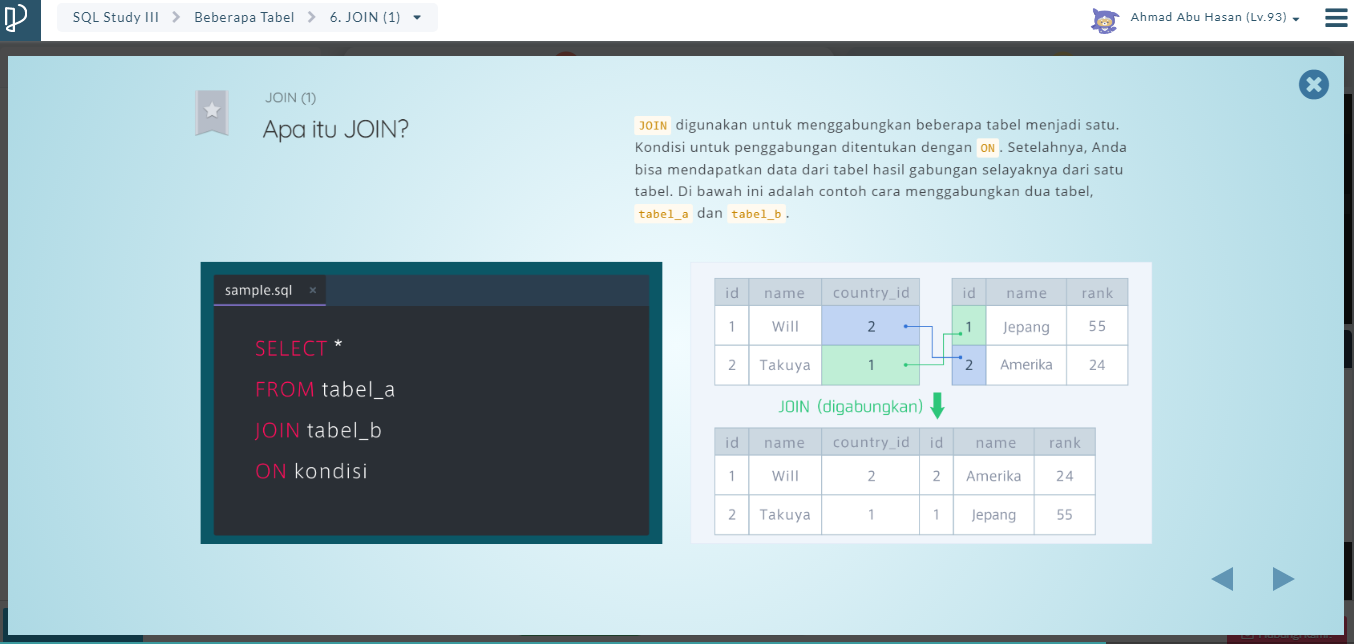 SQL Study III > Beberapa Tabel > 6. JOIN (1)
Ahmad Abu Hasan (Lv.93)
JOIN (1)
Apa itu JOIN?
JOIN digunakan untuk menggabungkan beberapa tabel menjadi satu.
Kondisi untuk penggabungan ditentukan dengan ON. Setelahnya, Anda
bisa mendapatkan data dari tabel hasil gabungan selayaknya dari satu
tabel. Di bawah ini adalah contoh cara menggabungkan dua tabel,
tabel_a dan tabel_b.
sample.sql ×
SELECT *
FROM tabel_a
JOIN tabel_b
ON kondisi
id name country_id id name rank
1 Will 2 1 Jepang 55
2 Takuya 1 2 Amerika 24
JOIN (digabungkan)
id name country_id id name rank
1 Will 2 2 Amerika 24
2 Takuya 1 1 Jepang 55